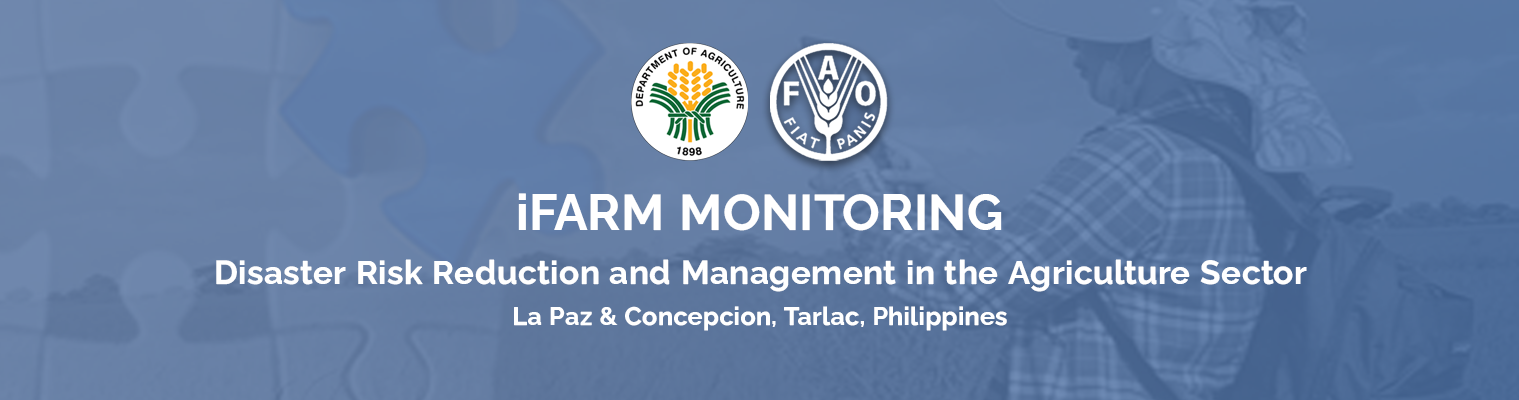 DEPARTMENT OF AGRICULTURE
1898
F A O
FIAT PANIS
iFARM MONITORING
Disaster Risk Reduction and Management in the Agriculture Sector
La Paz & Concepcion, Tarlac, Philippines